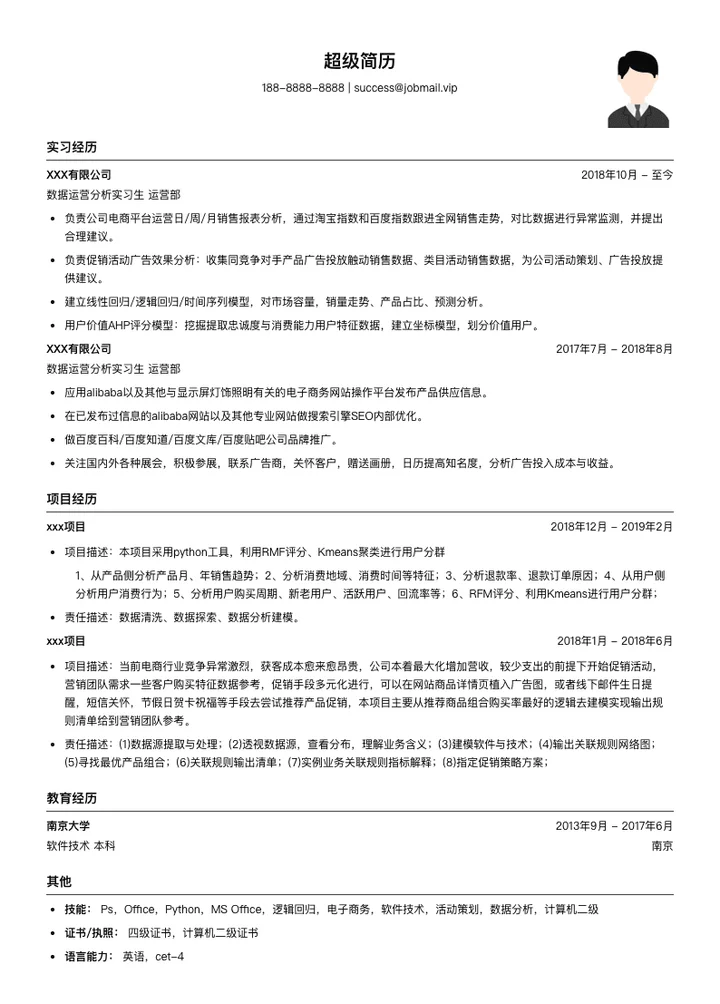 超级简历
188-8888-8888 | success@jobmail.vip
实习经历
XXX有限公司 2018年10月 – 至今
数据运营分析实习生 运营部
• 负责公司电商平台运营日/周/月销售报表分析，通过淘宝指数和百度指数跟进全网销售走势，对比数据进行异常监测，并提出
合理建议。
• 负责促销活动广告效果分析：收集同竞争对手产品广告投放触动销售数据、类目活动销售数据，为公司活动策划、广告投放提
供建议。
• 建立线性回归/逻辑回归/时间序列模型，对市场容量，销量走势、产品占比、预测分析。
• 用户价值AHP评分模型：挖掘提取忠诚度与消费能力用户特征数据，建立坐标模型，划分价值用户。
XXX有限公司 2017年7月 – 2018年8月
数据运营分析实习生 运营部
• 应用alibaba以及其他与显示屏灯饰照明有关的电子商务网站操作平台发布产品供应信息。
• 在已发布过信息的alibaba网站以及其他专业网站做搜索引擎SEO内部优化。
• 做百度百科/百度知道/百度文库/百度贴吧公司品牌推广。
• 关注国内外各种展会，积极参展，联系广告商，关怀客户，赠送画册，日历提高知名度，分析广告投入成本与收益。
项目经历
xxx项目 2018年12月 – 2019年2月
• 项目描述：本项目采用python工具，利用RMF评分、Kmeans聚类进行用户分群
1、从产品侧分析产品月、年销售趋势；2、分析消费地域、消费时间等特征；3、分析退款率、退款订单原因；4、从用户侧
分析用户消费行为；5、分析用户购买周期、新老用户、活跃用户、回流率等；6、RFM评分、利用Kmeans进行用户分群；
• 责任描述：数据清洗、数据探索、数据分析建模。
xxx项目 2018年1月 – 2018年6月
• 项目描述：当前电商行业竞争异常激烈，获客成本愈来愈昂贵，公司本着最大化增加营收，较少支出的前提下开始促销活动，
营销团队需求一些客户购买特征数据参考，促销手段多元化进行，可以在网站商品详情页植入广告图，或者线下邮件生日提
醒，短信关怀，节假日贺卡祝福等手段去尝试推荐产品促销，本项目主要从推荐商品组合购买率最好的逻辑去建模实现输出规
则清单给到营销团队参考。
• 责任描述：(1)数据源提取与处理；(2)透视数据源，查看分布，理解业务含义；(3)建模软件与技术；(4)输出关联规则网络图；
(5)寻找最优产品组合；(6)关联规则输出清单；(7)实例业务关联规则指标解释；(8)指定促销策略方案；
教育经历
南京大学 2013年9月 – 2017年6月
软件技术 本科 南京
其他
• 技能： Ps，Office，Python，MS Office，逻辑回归，电子商务，软件技术，活动策划，数据分析，计算机二级
• 证书/执照： 四级证书，计算机二级证书
• 语言能力： 英语，cet-4